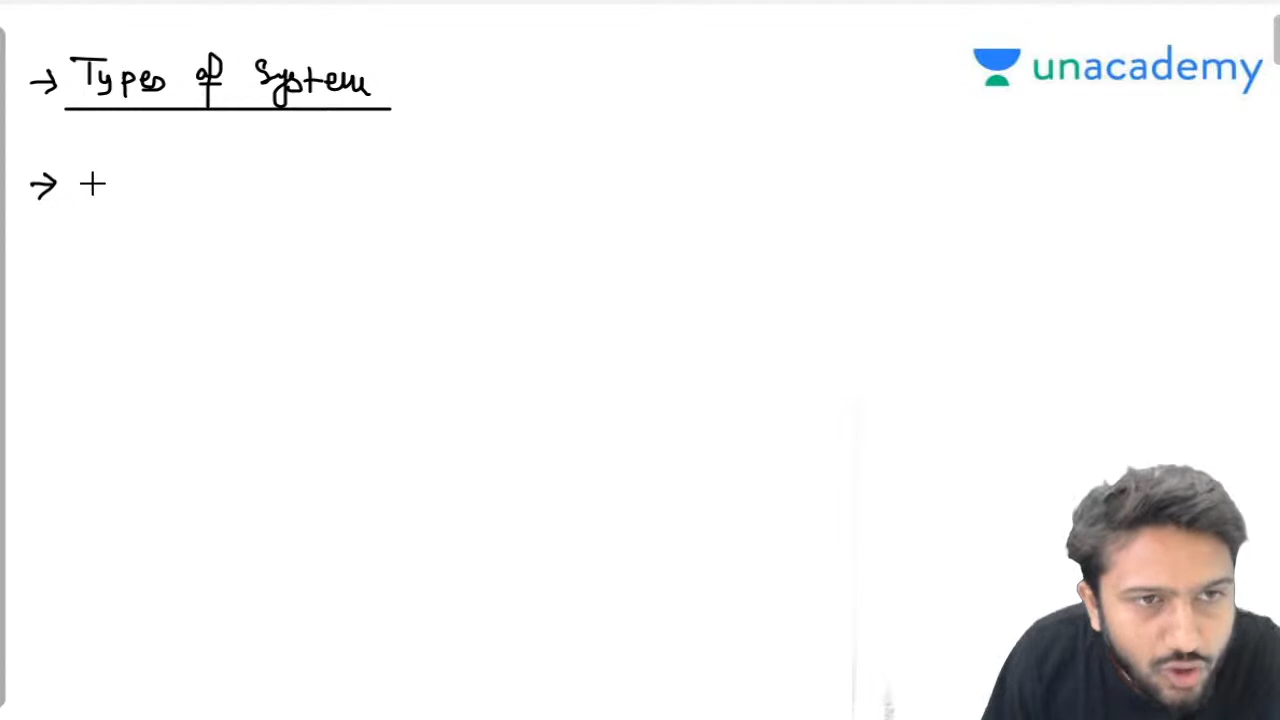 → Types of System
unacademy
→ +